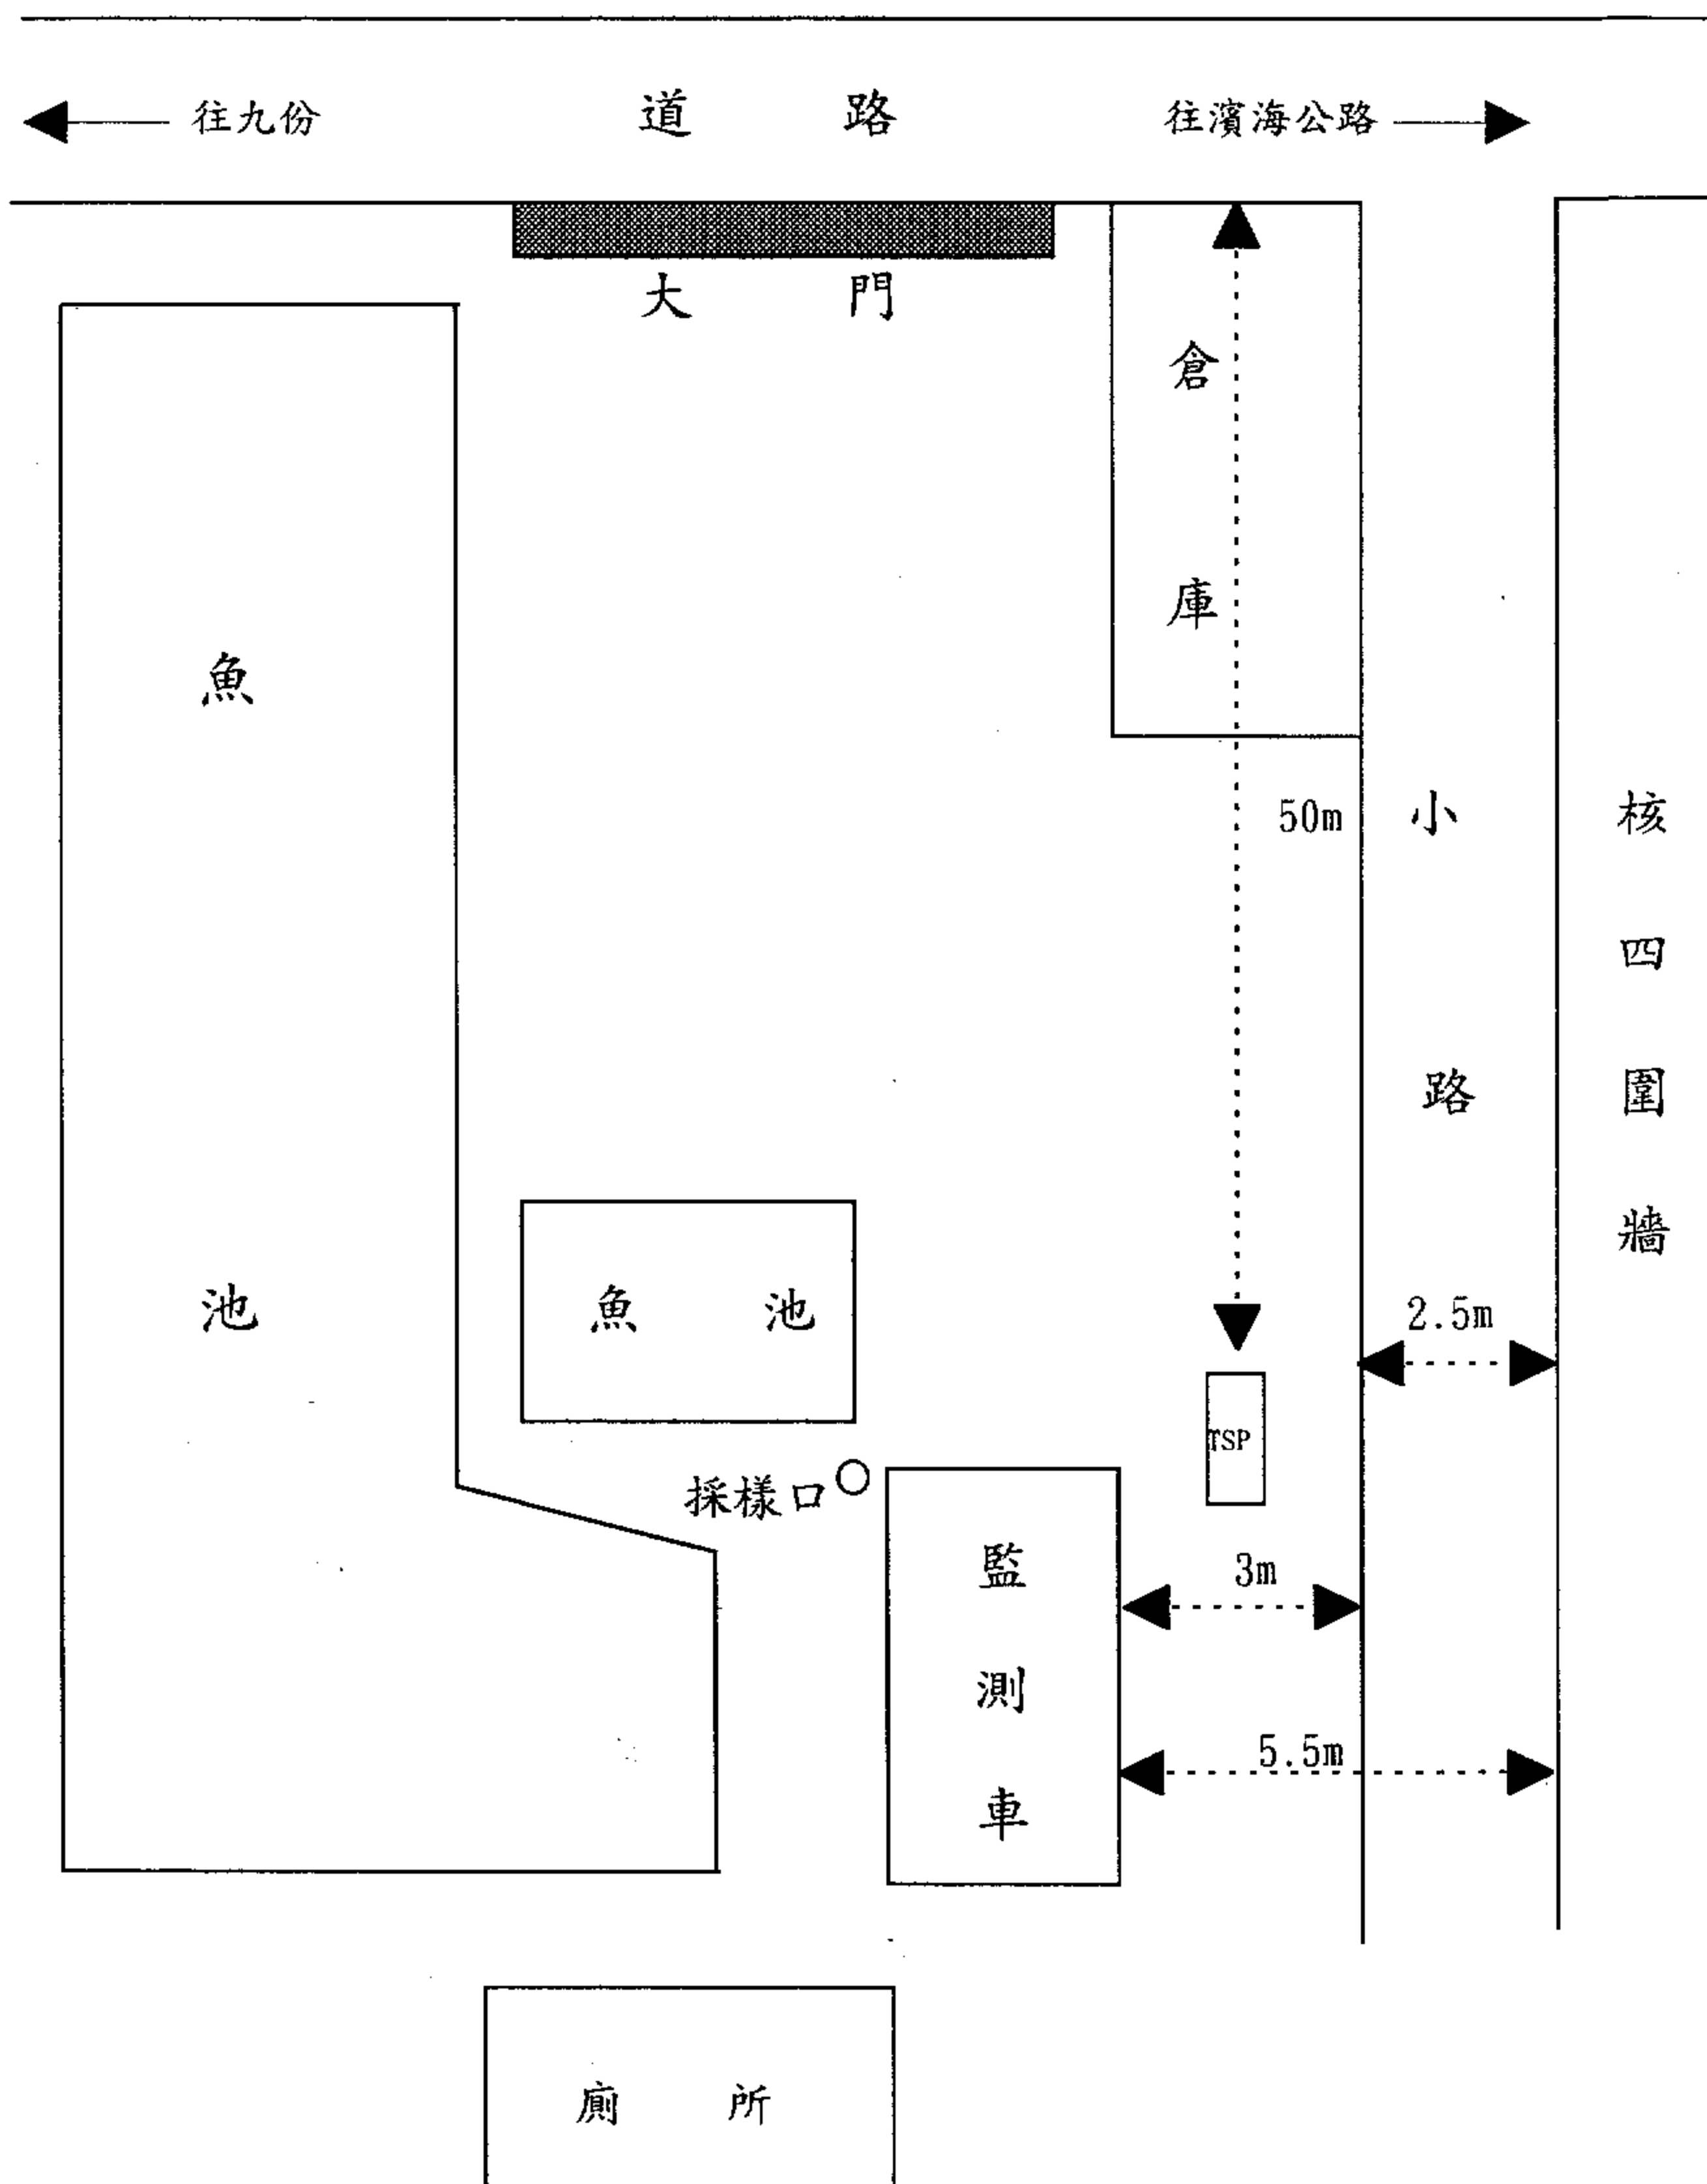 往九份 道路 往濱海公路
大門
倉庫
魚池
50m
小路
核四圍牆
魚池
2.5m
TSP
採樣口
監測車
3m
5.5m
廁所